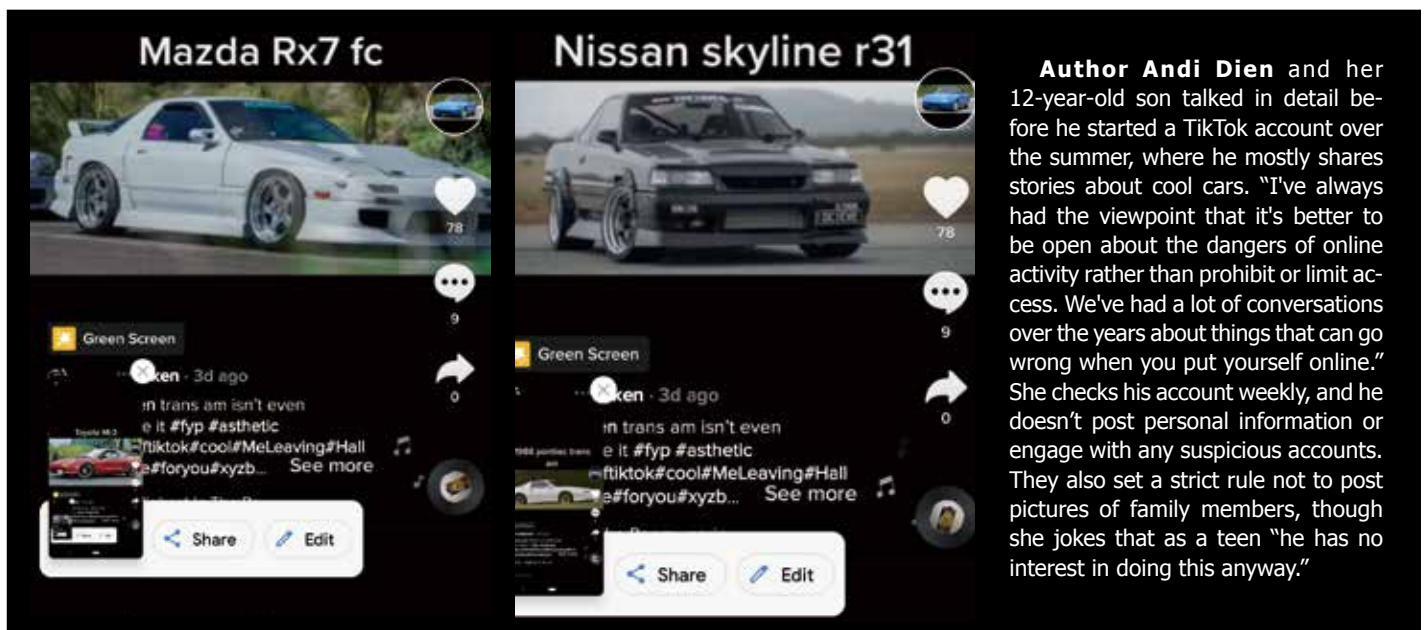 Mazda Rx7 fc
78
9
Green Screen
ken · 3d ago
n trans am isn't even
e it #fyp #asthetic
ftiktok#cool#MeLeaving#Hall
e#foryou#xyzb... See more
0
Share
Edit
Nissan skyline r31
78
9
Green Screen
ken · 3d ago
n trans am isn't even
e it #fyp #asthetic
ftiktok#cool#MeLeaving#Hall
e#foryou#xyzb... See more
0
Share
Edit
Author Andi Dien and her
12-year-old son talked in detail be-
fore he started a TikTok account over
the summer, where he mostly shares
stories about cool cars. “I've always
had the viewpoint that it's better to
be open about the dangers of online
activity rather than prohibit or limit ac-
cess. We've had a lot of conversations
over the years about things that can go
wrong when you put yourself online.”
She checks his account weekly, and he
doesn’t post personal information or
engage with any suspicious accounts.
They also set a strict rule not to post
pictures of family members, though
she jokes that as a teen “he has no
interest in doing this anyway.”